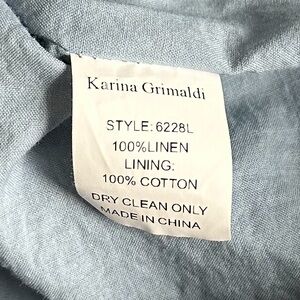 Karina Grimaldi
STYLE: 6228L
100%LINEN
LINING:
100% COTTON
DRY CLEAN ONLY
MADE IN CHINA